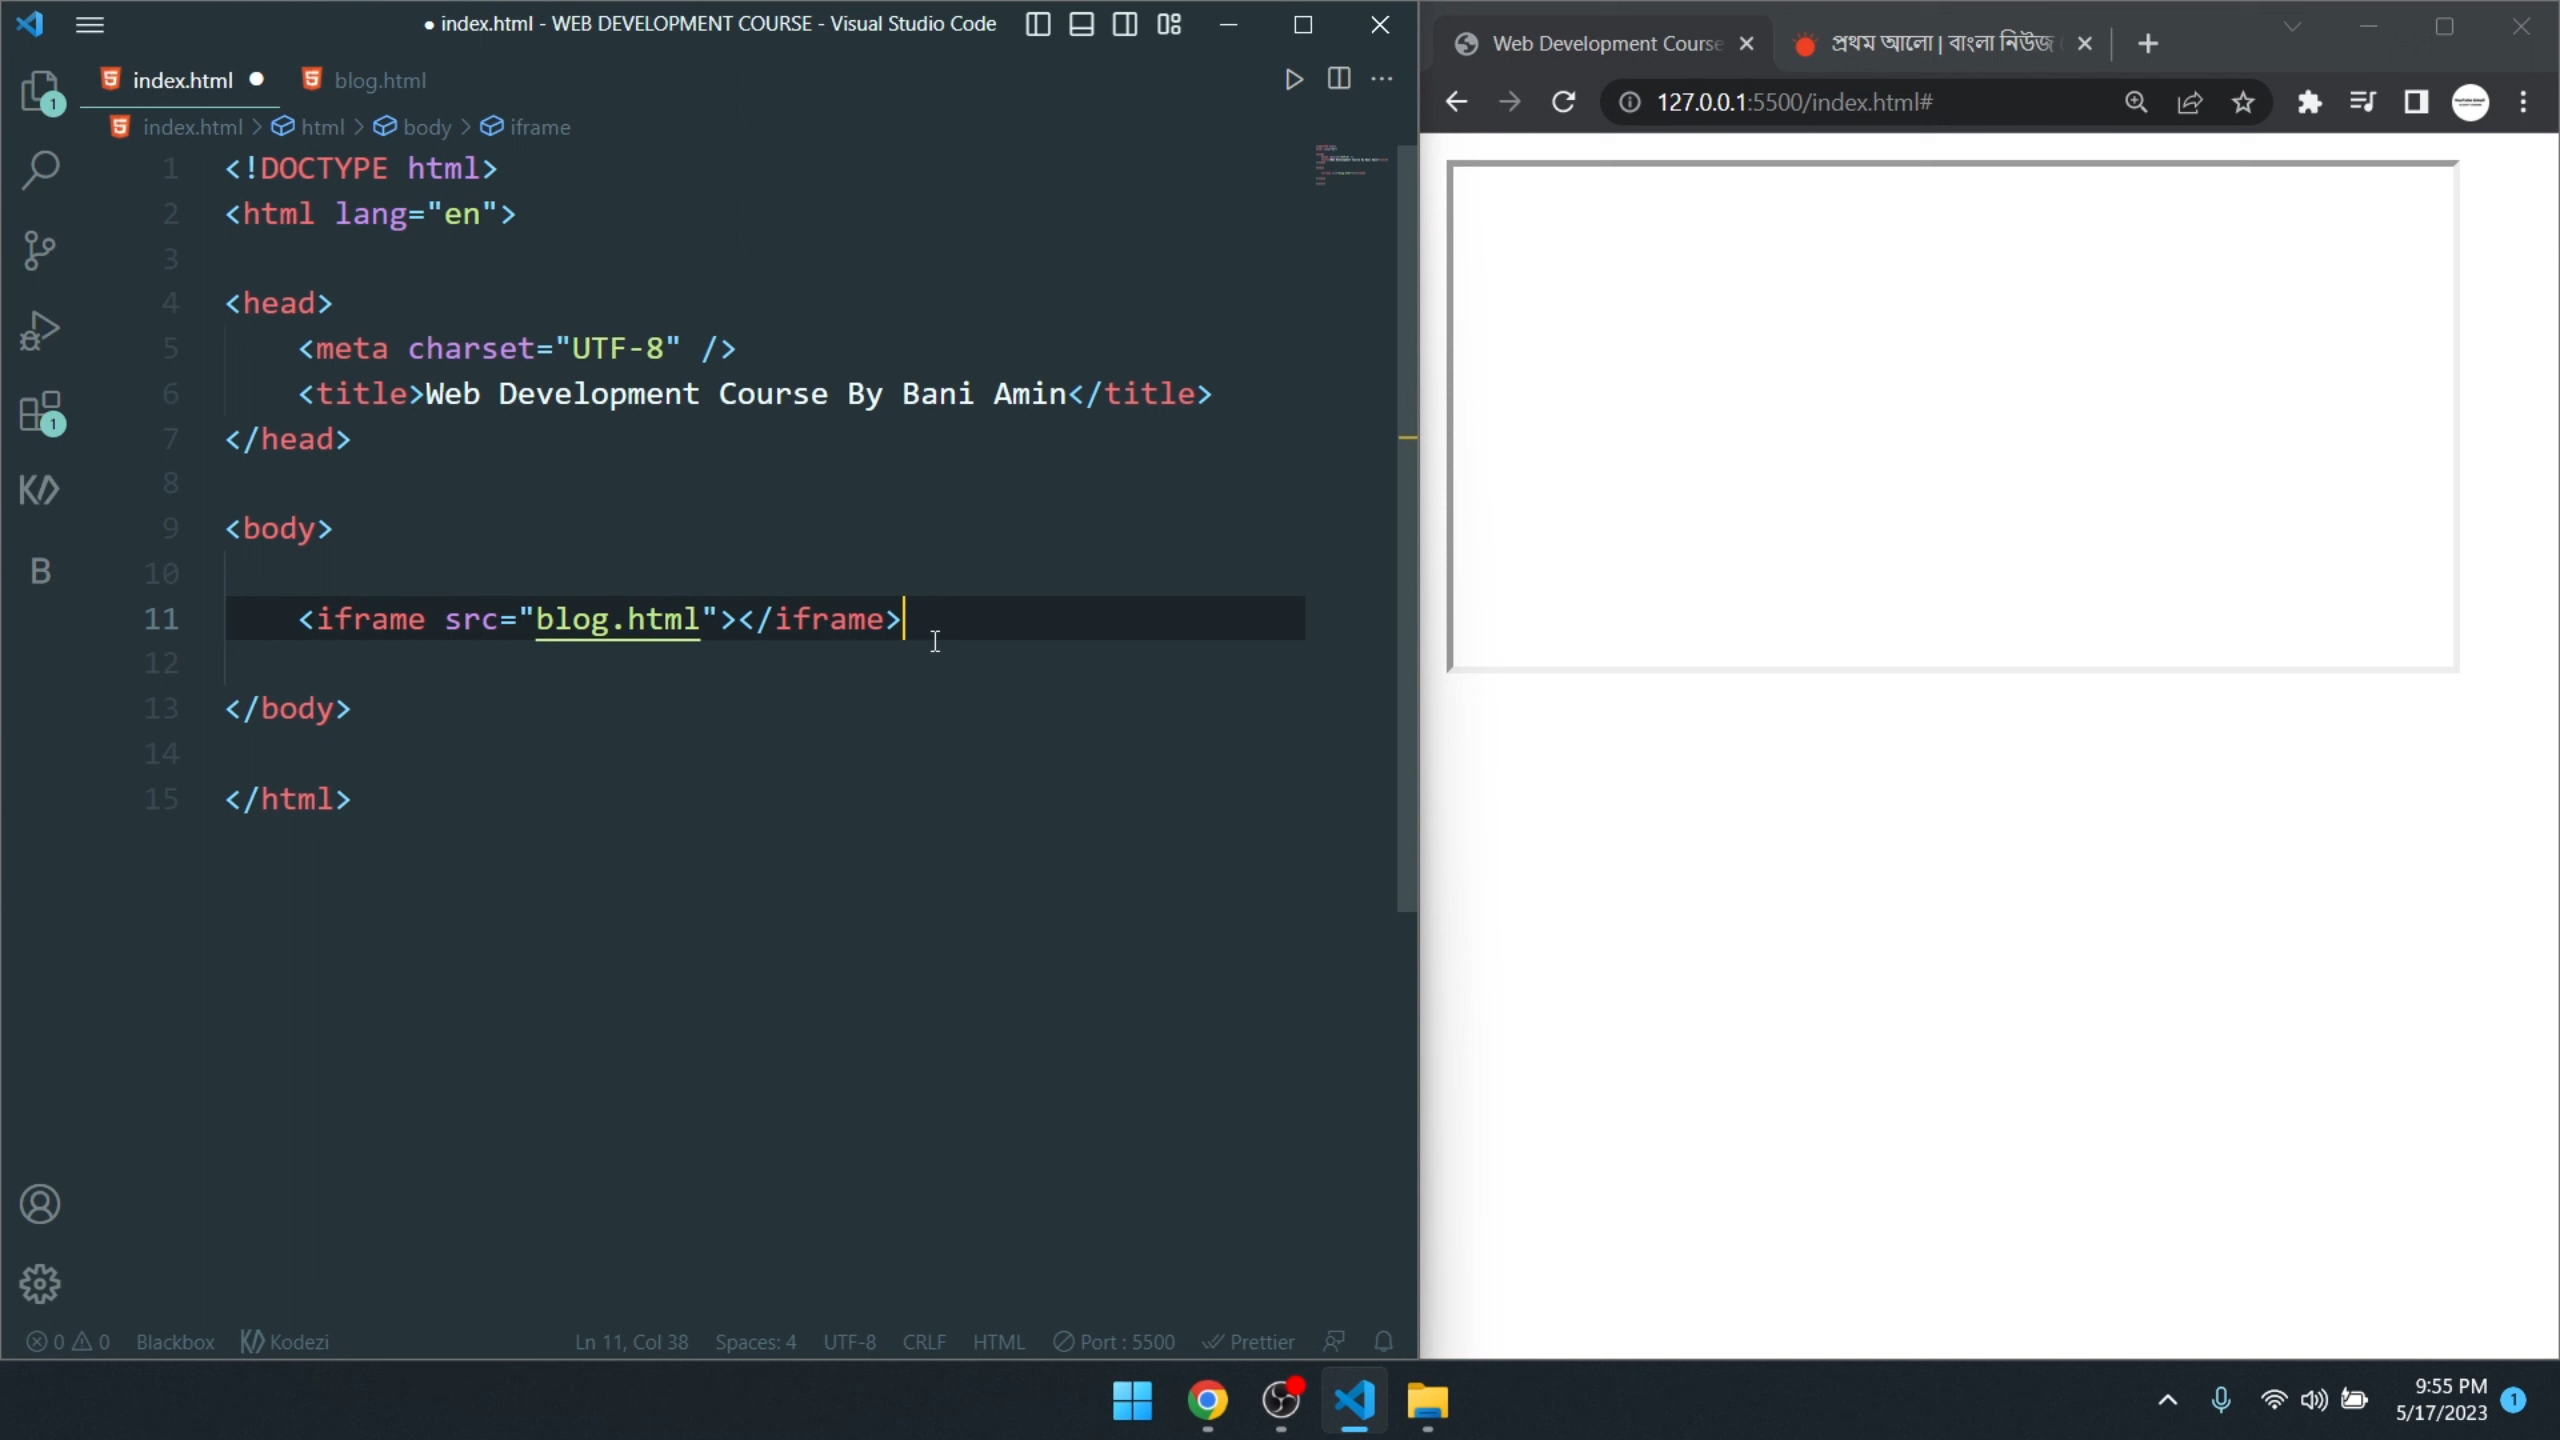 ● index.html - WEB DEVELOPMENT COURSE - Visual Studio Code
index.html ● blog.html
index.html > html > body > iframe
1 <!DOCTYPE html>
2 <html lang="en">
3
4 <head>
5 <meta charset="UTF-8" />
6 <title>Web Development Course By Bani Amin</title>
7 </head>
8
9 <body>
10
11 <iframe src="blog.html"></iframe>
12
13 </body>
14
15 </html>
1
1
B
0 0 Blackbox Kodezi Ln 11, Col 38 Spaces: 4 UTF-8 CRLF HTML Port : 5500 Prettier
Web Development Course
প্রথম আলো | বাংলা নিউজ
127.0.0.1:5500/index.html#
9:55 PM
5/17/2023
1